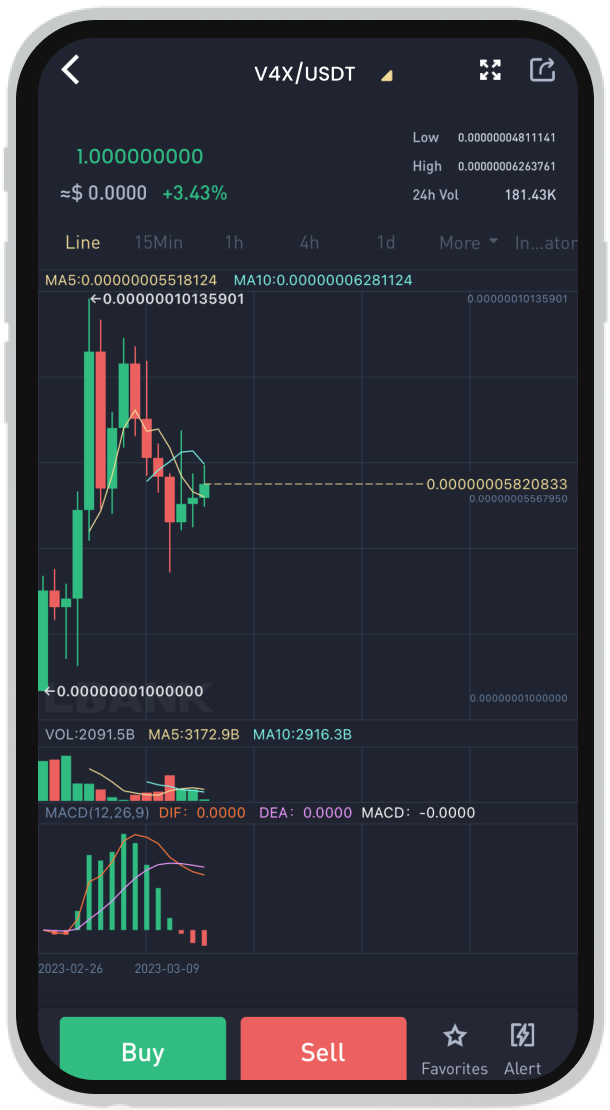 V4X/USDT
Low 0.00000004811141
1.000000000
High 0.00000006263761
≈$ 0.0000 +3.43%
24h Vol 181.43K
Line 15Min 1h 4h 1d More In...ator
MA5:0.00000005518124 MA10:0.00000006281124
←0.00000010135901 0.00000010135901
0.00000005820833
0.00000005567950
LBANK
←0.00000001000000 0.00000001000000
VOL:2091.5B MA5:3172.9B MA10:2916.3B
MACD(12,26,9) DIF: 0.0000 DEA: 0.0000 MACD: -0.0000
2023-02-26 2023-03-09
Buy Sell Favorites Alert